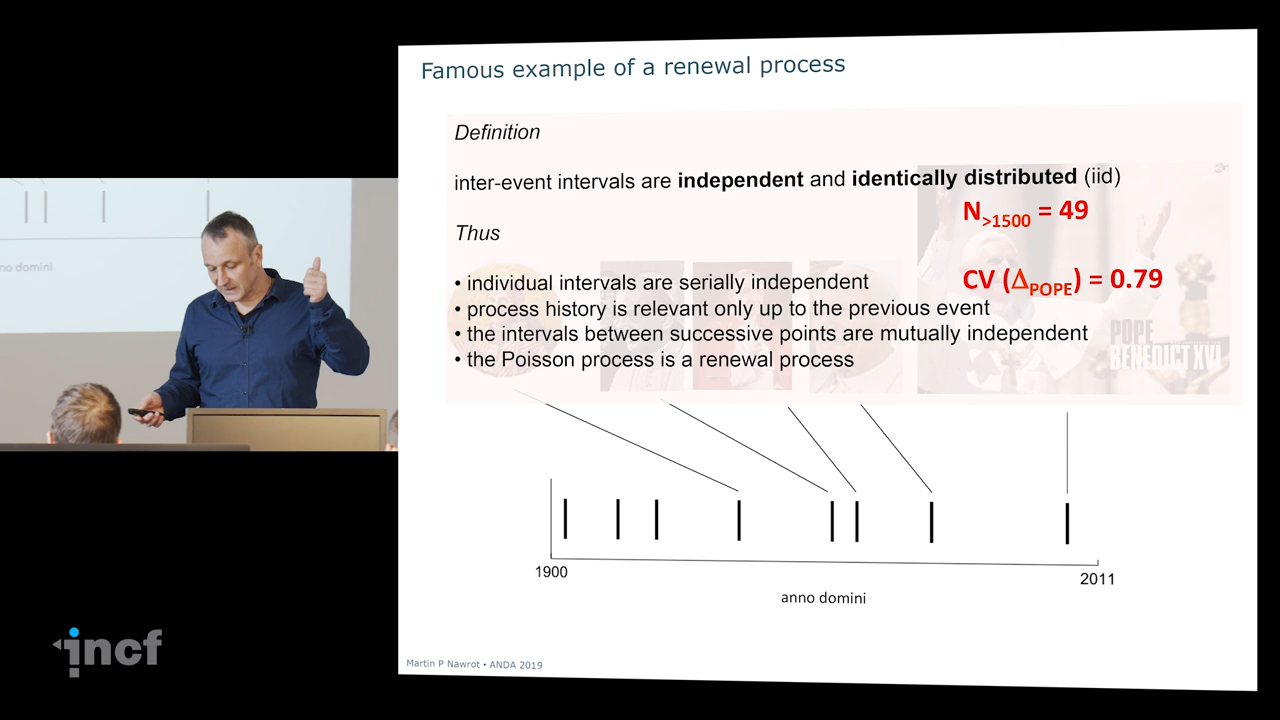 Famous example of a renewal process
Definition
inter-event intervals are independent and identically distributed (iid)
N>1500 = 49
Thus
CV (ΔPOPE) = 0.79
• individual intervals are serially independent
• process history is relevant only up to the previous event
• the intervals between successive points are mutually independent
• the Poisson process is a renewal process
POPE
BENEDICT XVI
1900
2011
anno domini
Martin P Nawrot • ANDA 2019
no domini
incf